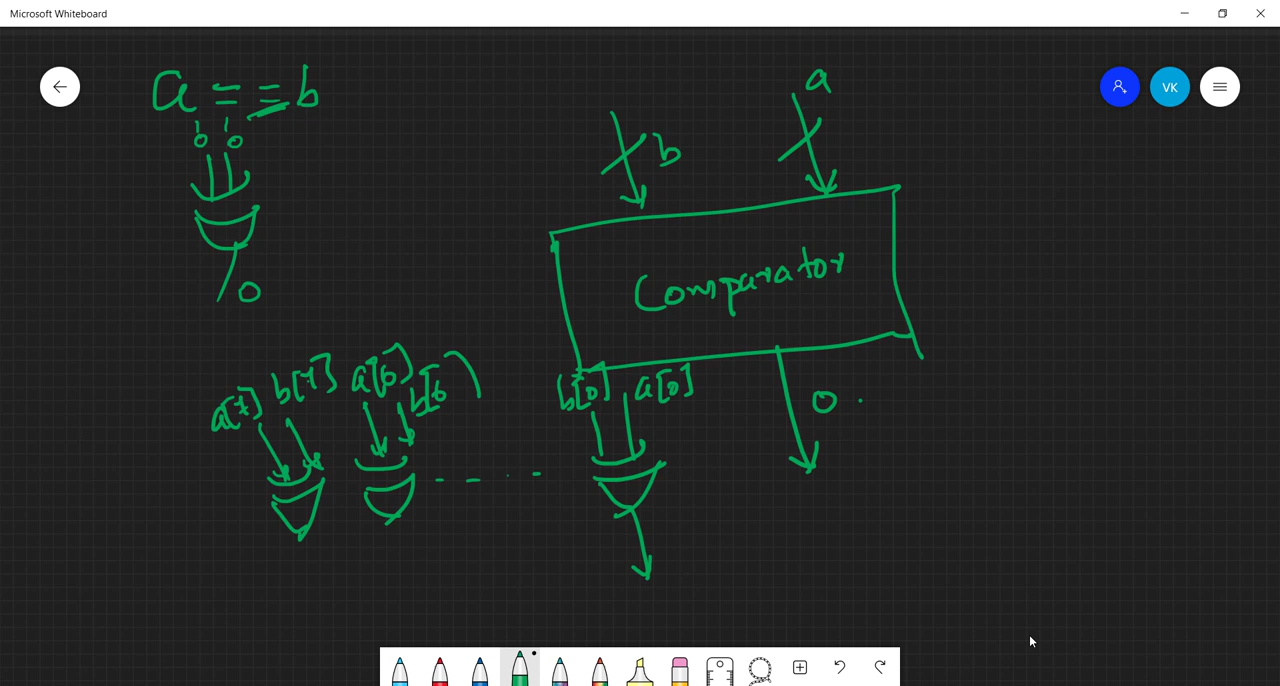 Microsoft Whiteboard
a == b
0 0
0
VK
a
b
Comparator
a[7] b[7] a[6] b[6
b[0] a[0]
0